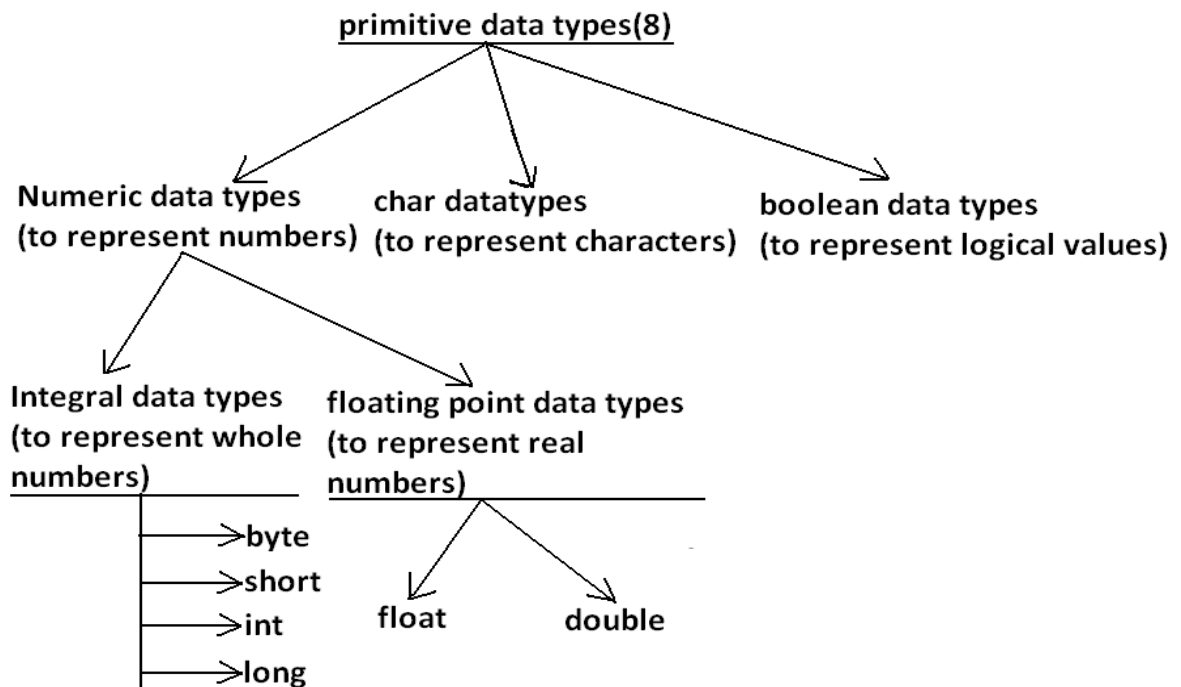 primitive data types(8)
Numeric data types
(to represent numbers)
char datatypes
(to represent characters)
boolean data types
(to represent logical values)
Integral data types
(to represent whole
numbers)
floating point data types
(to represent real
numbers)
byte
short
int
long
float
double